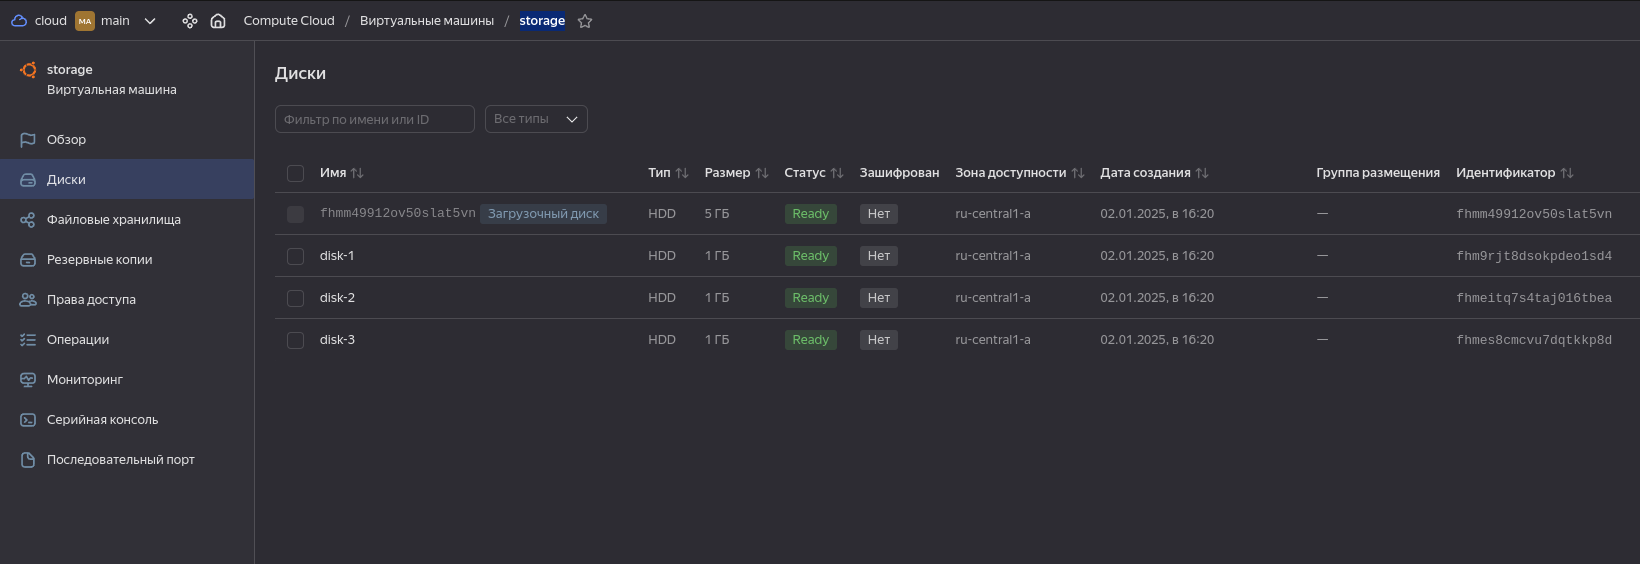 cloud MA main Compute Cloud / Виртуальные машины / storage
storage
Виртуальная машина
Обзор
Диски
Файловые хранилища
Резервные копии
Права доступа
Операции
Мониторинг
Серийная консоль
Последовательный порт
Диски
Фильтр по имени или ID Все типы
Имя Тип Размер Статус Зашифрован Зона доступности Дата создания Группа размещения Идентификатор
fhmm49912ov50slat5vn Загрузочный диск HDD 5 ГБ Ready Нет ru-central1-a 02.01.2025, в 16:20 — fhmm49912ov50slat5vn
disk-1 HDD 1 ГБ Ready Нет ru-central1-a 02.01.2025, в 16:20 — fhm9rjt8dsokpdeo1sd4
disk-2 HDD 1 ГБ Ready Нет ru-central1-a 02.01.2025, в 16:20 — fhmeitq7s4taj016tbea
disk-3 HDD 1 ГБ Ready Нет ru-central1-a 02.01.2025, в 16:20 — fhmes8cmcvu7dqtkkp8d